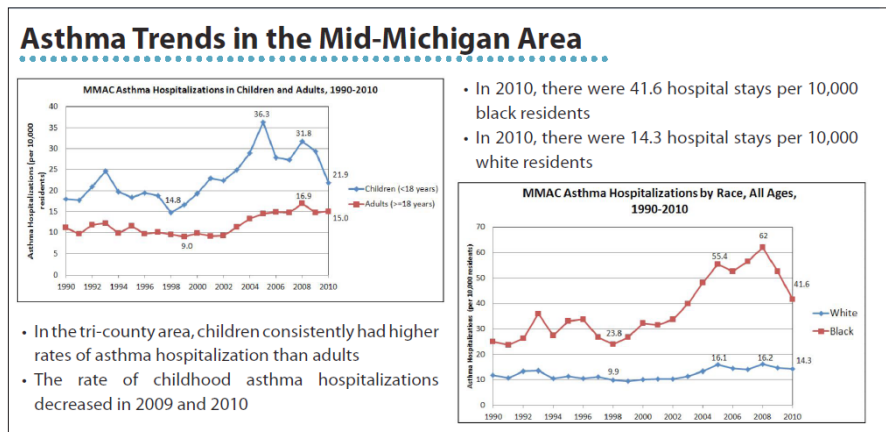 Asthma Trends in the Mid-Michigan Area
MMAC Asthma Hospitalizations in Children and Adults, 1990-2010
Asthma Hospitalizations (per 10,000
residents)
40
35
30
25
20
15
10
5
0
36.3
31.8
21.9
14.8
16.9
15.0
9.0
Children (<18 years)
Adults (>=18 years)
1990 1992 1994 1996 1998 2000 2002 2004 2006 2008 2010
• In the tri-county area, children consistently had higher
rates of asthma hospitalization than adults
• The rate of childhood asthma hospitalizations
decreased in 2009 and 2010
• In 2010, there were 41.6 hospital stays per 10,000
black residents
• In 2010, there were 14.3 hospital stays per 10,000
white residents
MMAC Asthma Hospitalizations by Race, All Ages,
1990-2010
Asthma Hospitalizations (per 10,000 residents)
70
60
50
40
30
20
10
0
62
55.4
41.6
23.8
16.1
16.2
14.3
9.9
White
Black
1990 1992 1994 1996 1998 2000 2002 2004 2006 2008 2010